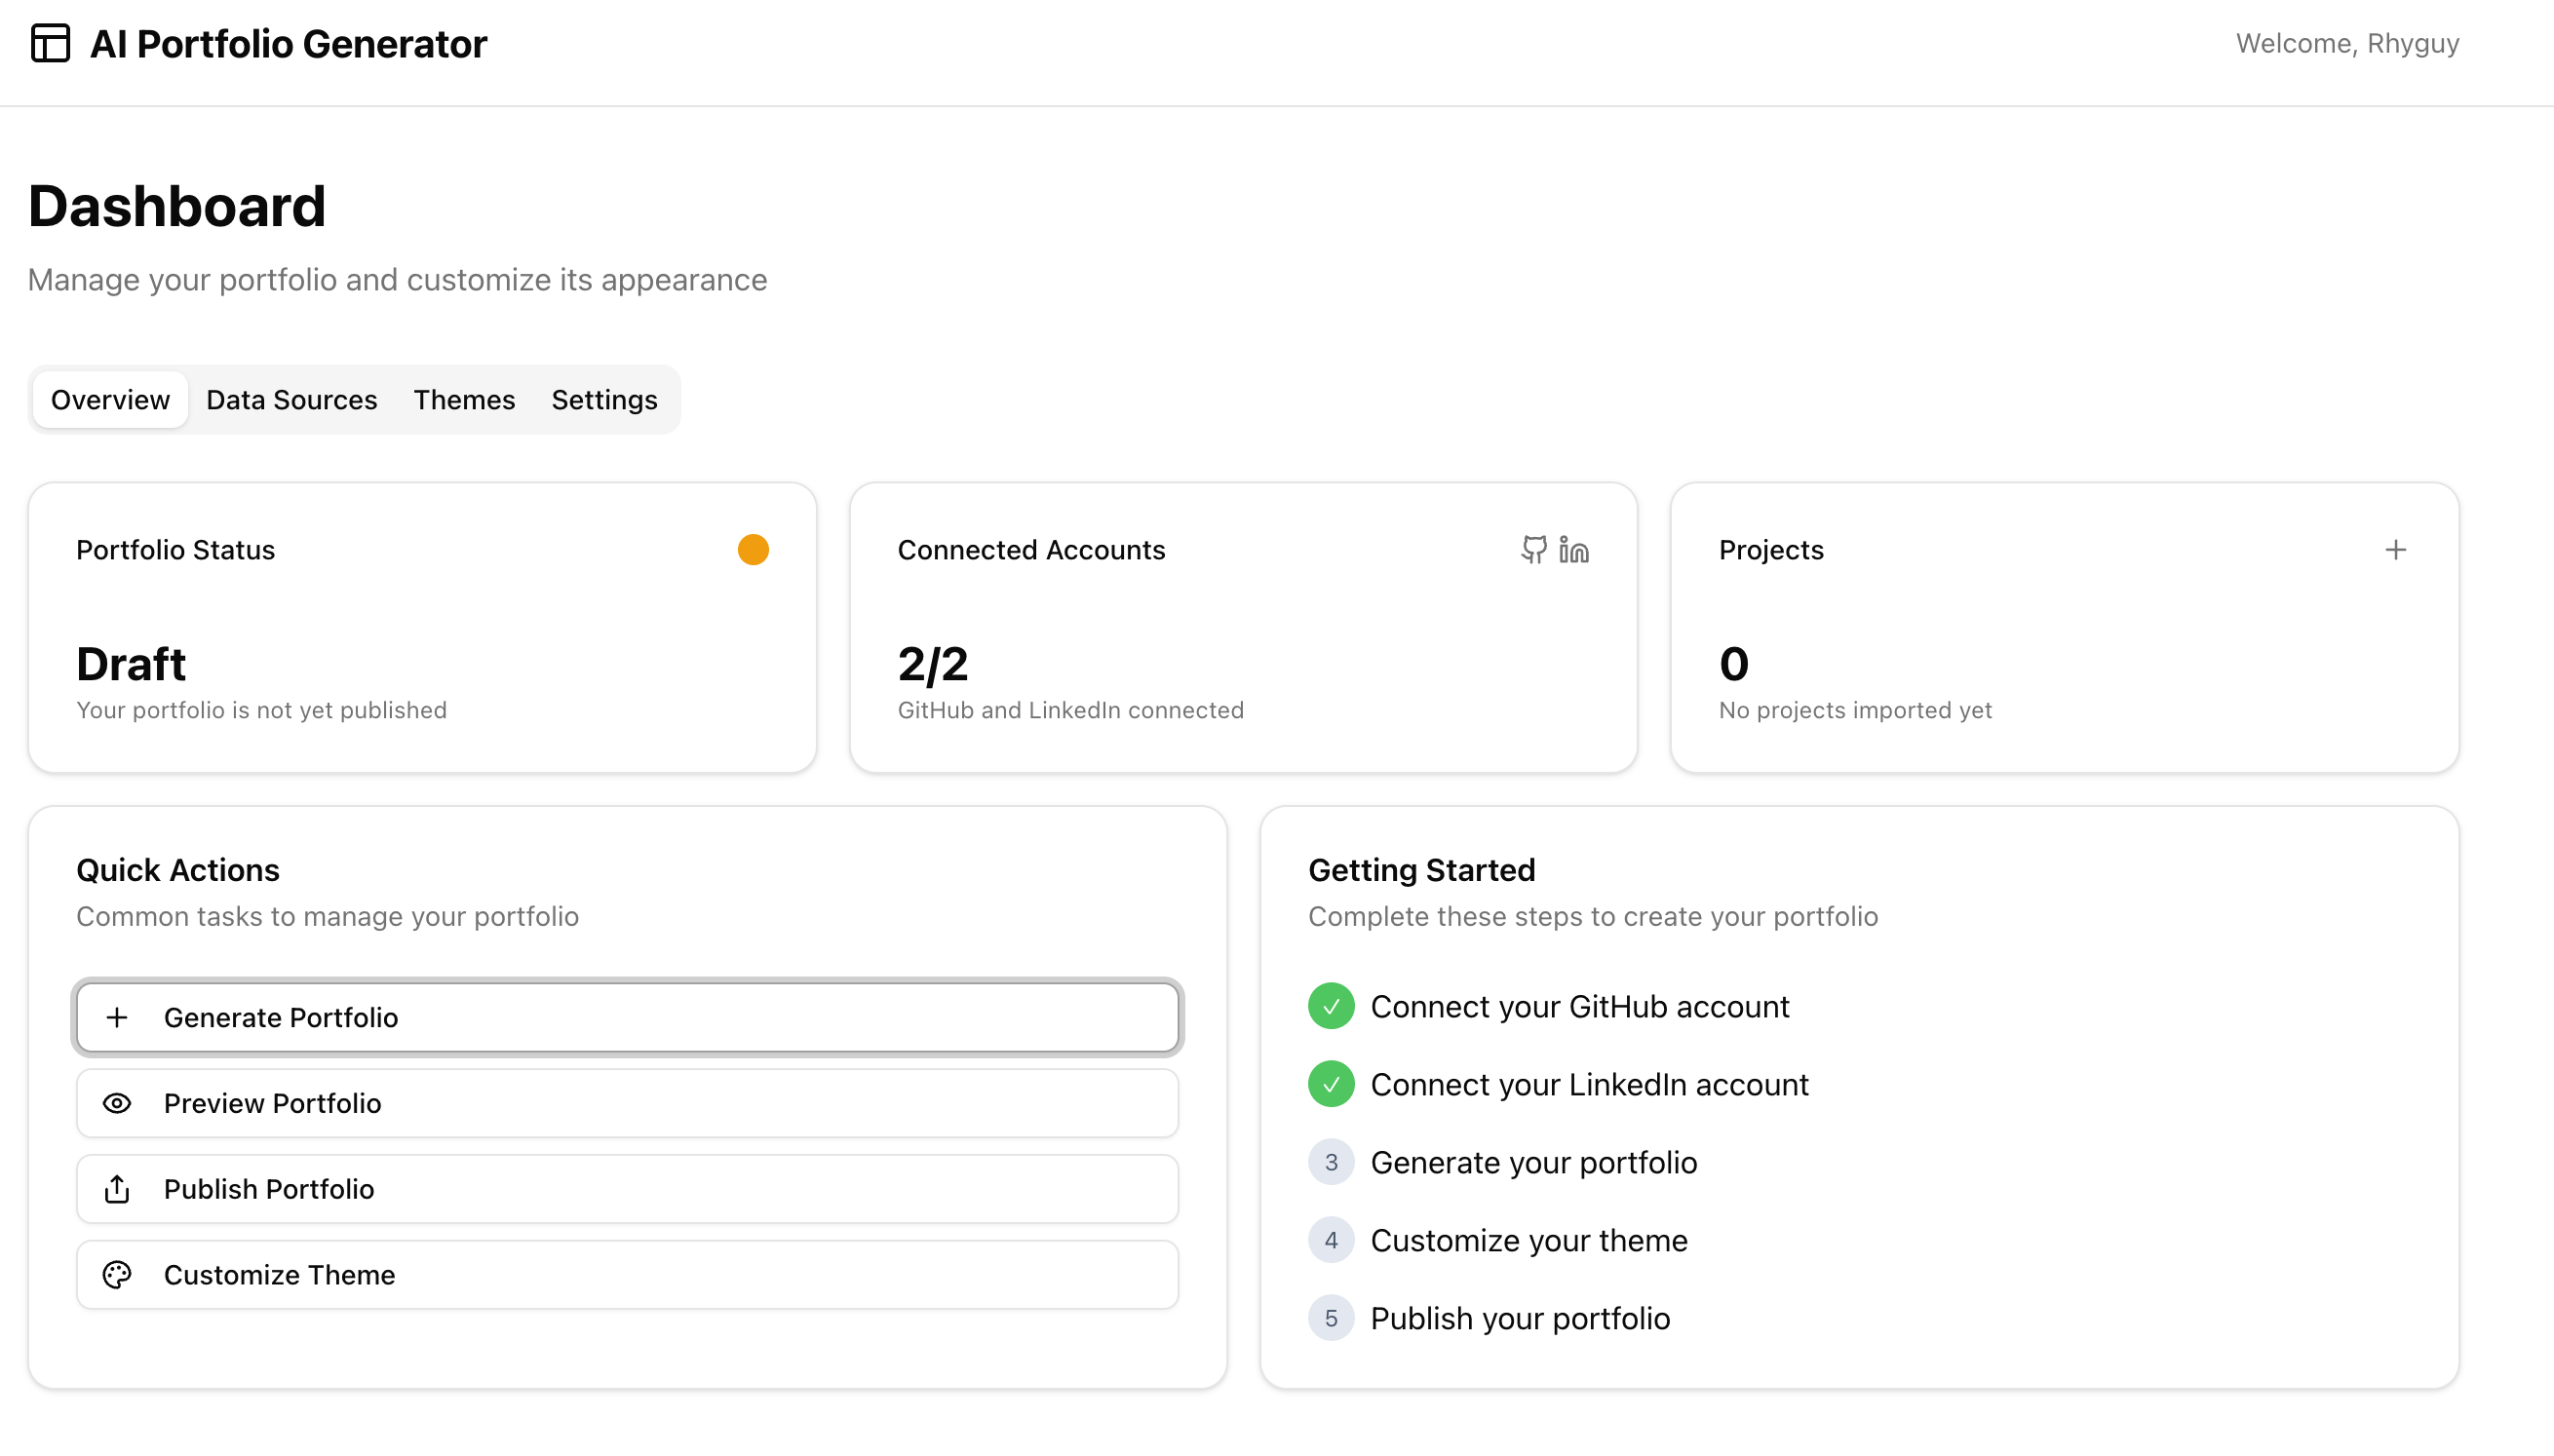 AI Portfolio Generator
Welcome, Rhyguy
Dashboard
Manage your portfolio and customize its appearance
Overview
Data Sources
Themes
Settings
Portfolio Status
Draft
Your portfolio is not yet published
Connected Accounts
2/2
GitHub and LinkedIn connected
Projects
0
No projects imported yet
Quick Actions
Common tasks to manage your portfolio
Generate Portfolio
Preview Portfolio
Publish Portfolio
Customize Theme
Getting Started
Complete these steps to create your portfolio
Connect your GitHub account
Connect your LinkedIn account
3 Generate your portfolio
4 Customize your theme
5 Publish your portfolio